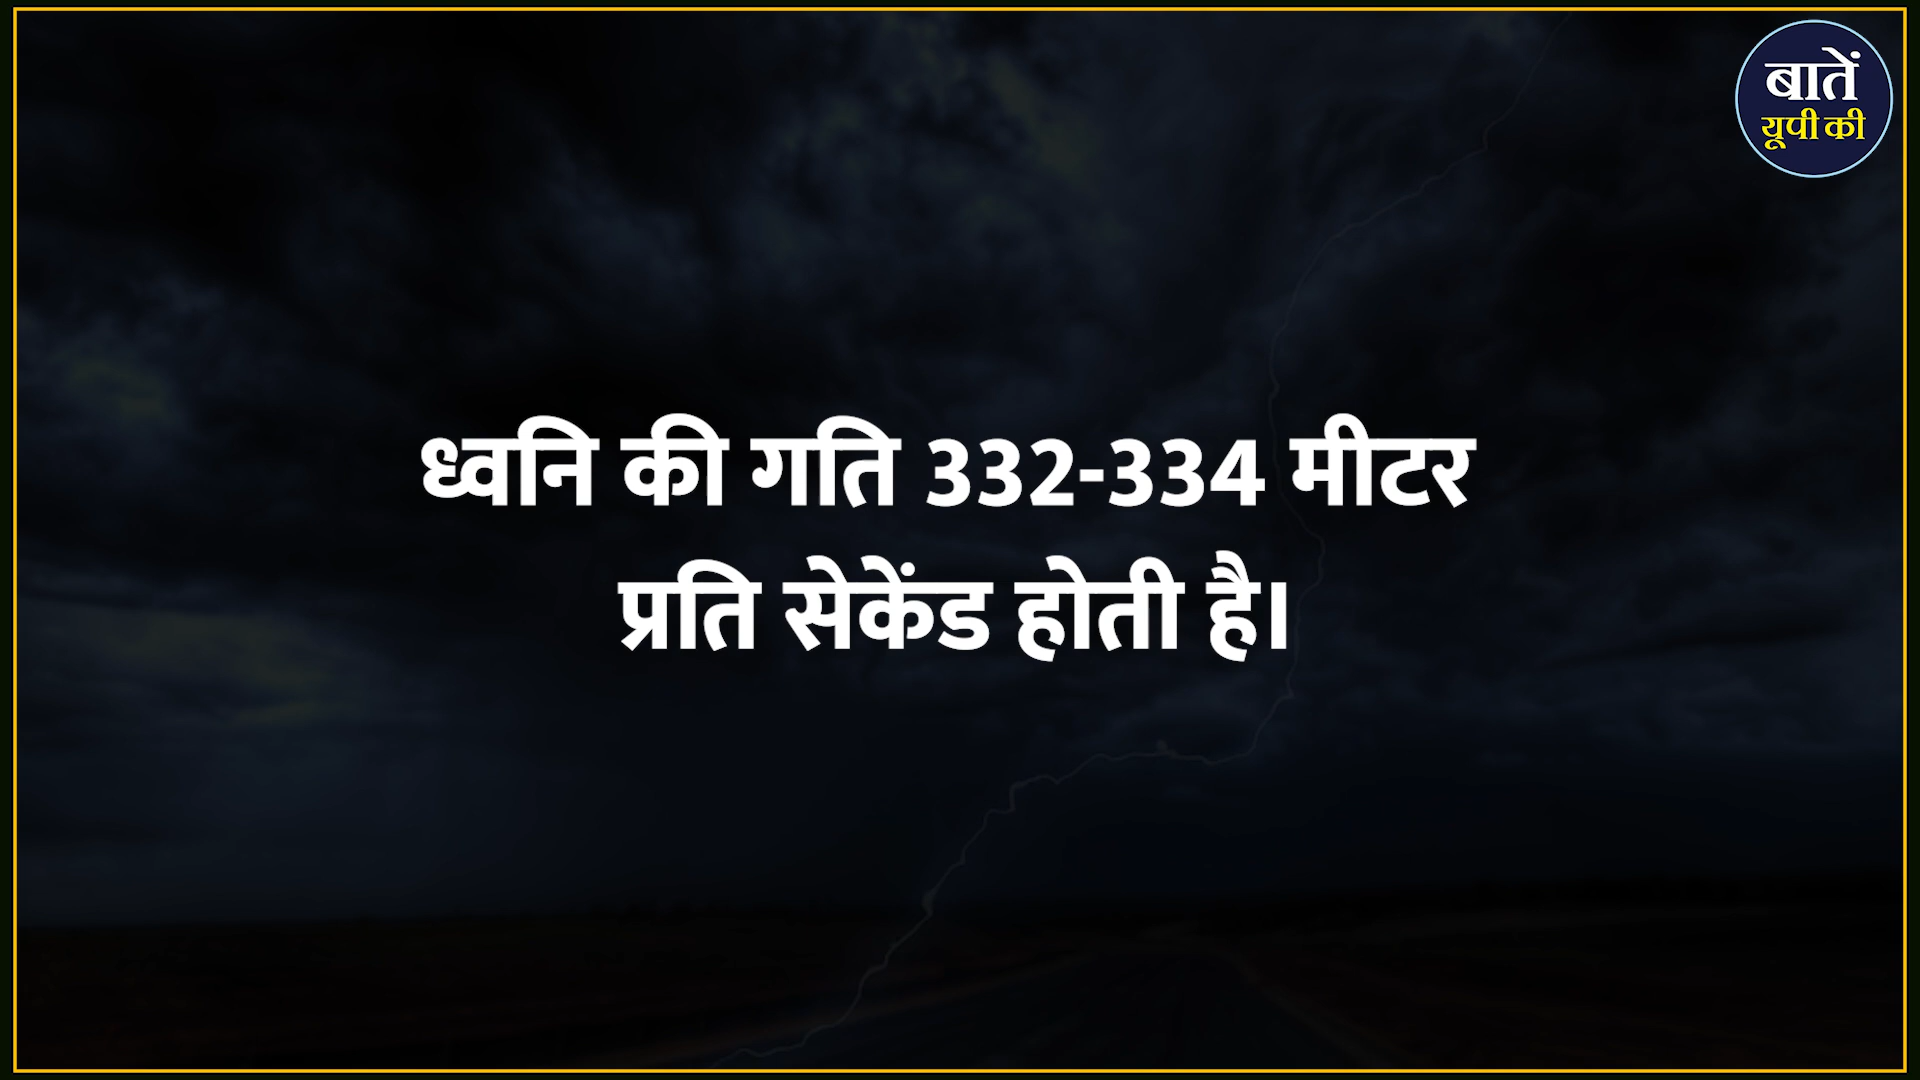 बातें
यूपी की
ध्वनि की गति 332-334 मीटर
प्रति सेकेंड होती है।